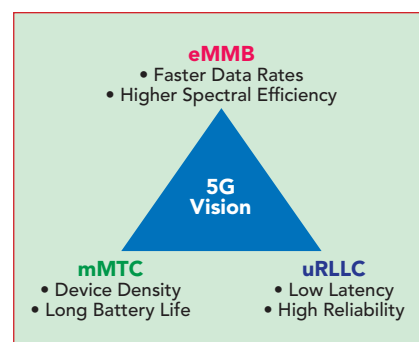 eMMB
• Faster Data Rates
• Higher Spectral Efficiency
5G
Vision
mMTC
• Device Density
• Long Battery Life
uRLLC
• Low Latency
• High Reliability